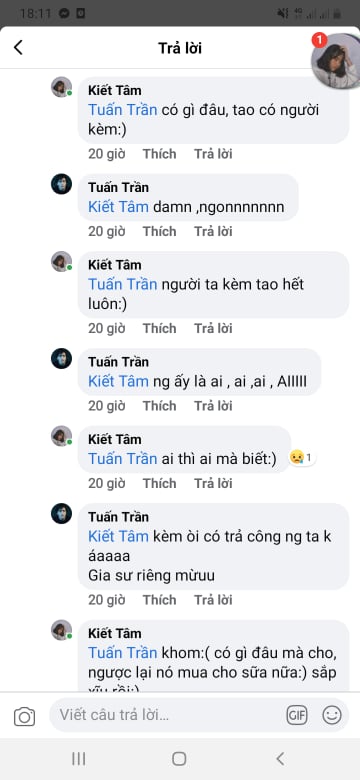 18:11
4G
Trả lời
1
Kiết Tâm
Tuấn Trần có gì đâu, tao có người
kèm:)
20 giờ Thích Trả lời
Tuấn Trần
Kiết Tâm damn ,ngonnnnnnn
20 giờ Thích Trả lời
Kiết Tâm
Tuấn Trần người ta kèm tao hết
luôn:)
20 giờ Thích Trả lời
Tuấn Trần
Kiết Tâm ng ấy là ai , ai ,ai , AIIIII
20 giờ Thích Trả lời
Kiết Tâm
Tuấn Trần ai thì ai mà biết:)
1
20 giờ Thích Trả lời
Tuấn Trần
Kiết Tâm kèm òi có trả công ng ta k
áaaaa
Gia sư riêng mừuu
20 giờ Thích Trả lời
Kiết Tâm
Tuấn Trần khom:( có gì đâu mà cho,
ngược lại nó mua cho sữa nữa:) sắp
xĩu rồi:)
Viết câu trả lời...
GIF